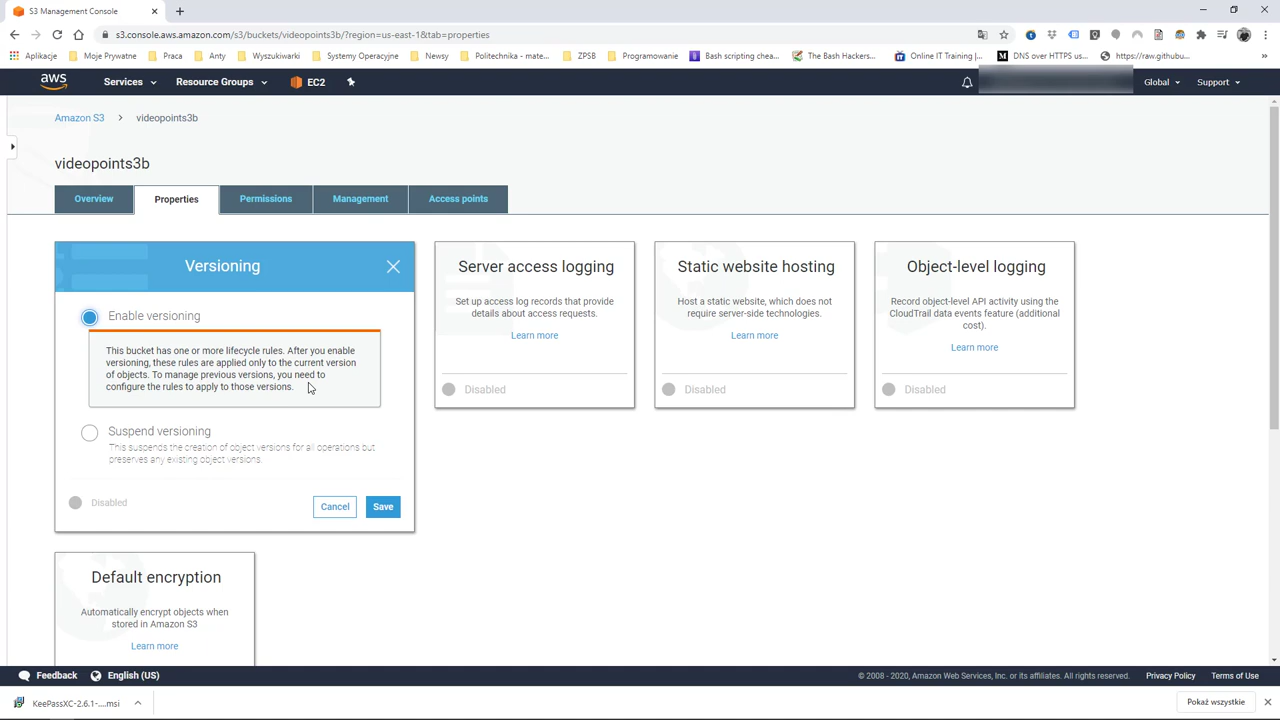 S3 Management Console
s3.console.aws.amazon.com/s3/buckets/videopoints3b/?region=us-east-1&tab=properties
Aplikacje
Moje Prywatne
Praca
Anty
Wyszukiwarki
Systemy Operacyjne
Newsy
Politechnika - mate...
ZPSB
Programowanie
Bash scripting chea...
The Bash Hackers...
Online IT Training |...
DNS over HTTPS us...
https://raw.githubu...
aws
Services
Resource Groups
EC2
Global
Support
Amazon S3
videopoints3b
videopoints3b
Overview
Properties
Permissions
Management
Access points
Versioning
Enable versioning
This bucket has one or more lifecycle rules. After you enable
versioning, these rules are applied only to the current version
of objects. To manage previous versions, you need to
configure the rules to apply to those versions.
Suspend versioning
This suspends the creation of object versions for all operations but
preserves any existing object versions.
Disabled
Cancel
Save
Server access logging
Set up access log records that provide
details about access requests.
Learn more
Disabled
Static website hosting
Host a static website, which does not
require server-side technologies.
Learn more
Disabled
Object-level logging
Record object-level API activity using the
CloudTrail data events feature (additional
cost).
Learn more
Disabled
Default encryption
Automatically encrypt objects when
stored in Amazon S3
Learn more
Feedback
English (US)
© 2008 - 2020, Amazon Web Services, Inc. or its affiliates. All rights reserved.
Privacy Policy
Terms of Use
KeePassXC-2.6.1-....msi
Pokaż wszystkie